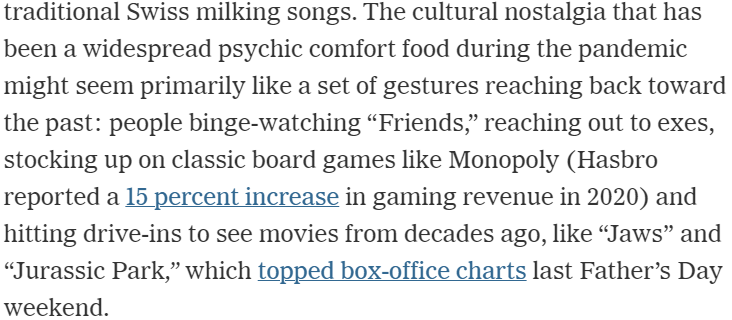 traditional Swiss milking songs. The cultural nostalgia that has
been a widespread psychic comfort food during the pandemic
might seem primarily like a set of gestures reaching back toward
the past: people binge-watching “Friends,” reaching out to exes,
stocking up on classic board games like Monopoly (Hasbro
reported a 15 percent increase in gaming revenue in 2020) and
hitting drive-ins to see movies from decades ago, like “Jaws” and
“Jurassic Park,” which topped box-office charts last Father’s Day
weekend.